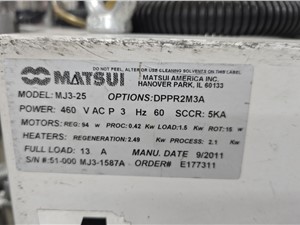 DO NOT PEEL, ALTER OR USE CLEANING SOLVENTS ON THIS LABEL
MATSUI
MATSUI AMERICA INC.
HANOVER PARK, IL 60133
MODEL: MJ3-25 OPTIONS:DPPR2M3A
POWER: 460 V AC P 3 Hz 60 SCCR: 5KA
MOTORS: REG: 94 w PROC:0.42 Kw LOAD:1.5 Kw ROT:15 w
HEATERS: REGENERATION:2.49 Kw PROCESS: 2.1 Kw
FULL LOAD: 13 A MANU. DATE 9/2011
S/N #:51-000 MJ3-1587A ORDER# E177311